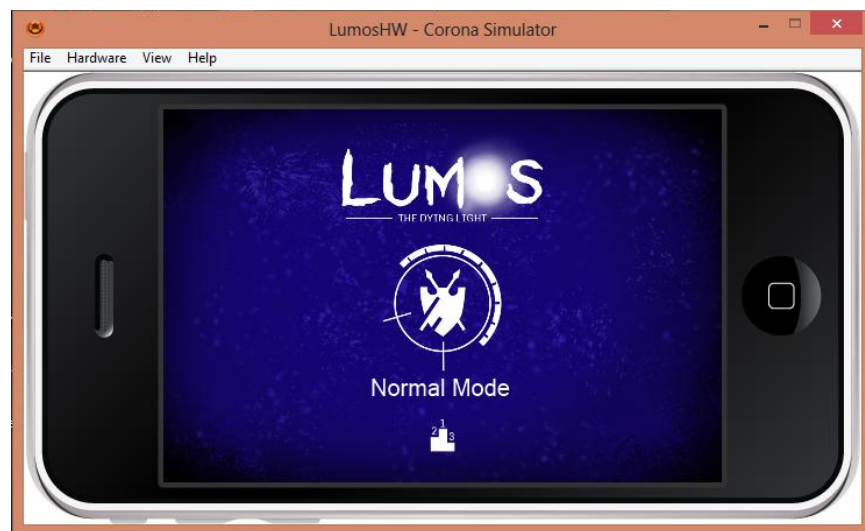 LumosHW - Corona Simulator
File Hardware View Help
LUMOS
THE DYING LIGHT
Normal Mode
1
2
3